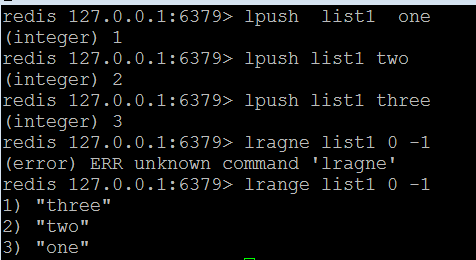 redis 127.0.0.1:6379> lpush  list1  one
(integer) 1
redis 127.0.0.1:6379> lpush list1 two
(integer) 2
redis 127.0.0.1:6379> lpush list1 three
(integer) 3
redis 127.0.0.1:6379> lragne list1 0 -1
(error) ERR unknown command 'lragne'
redis 127.0.0.1:6379> lrange list1 0 -1
1) "three"
2) "two"
3) "one"